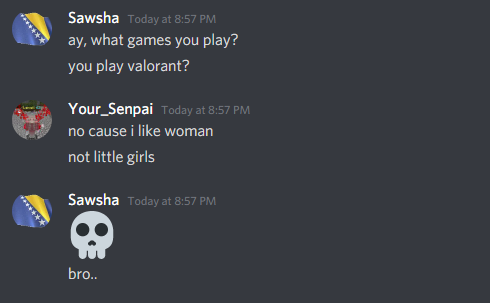 Sawsha Today at 8:57 PM
ay, what games you play?
you play valorant?
Your_Senpai Today at 8:57 PM
no cause i like woman
not little girls
Sawsha Today at 8:57 PM
bro..